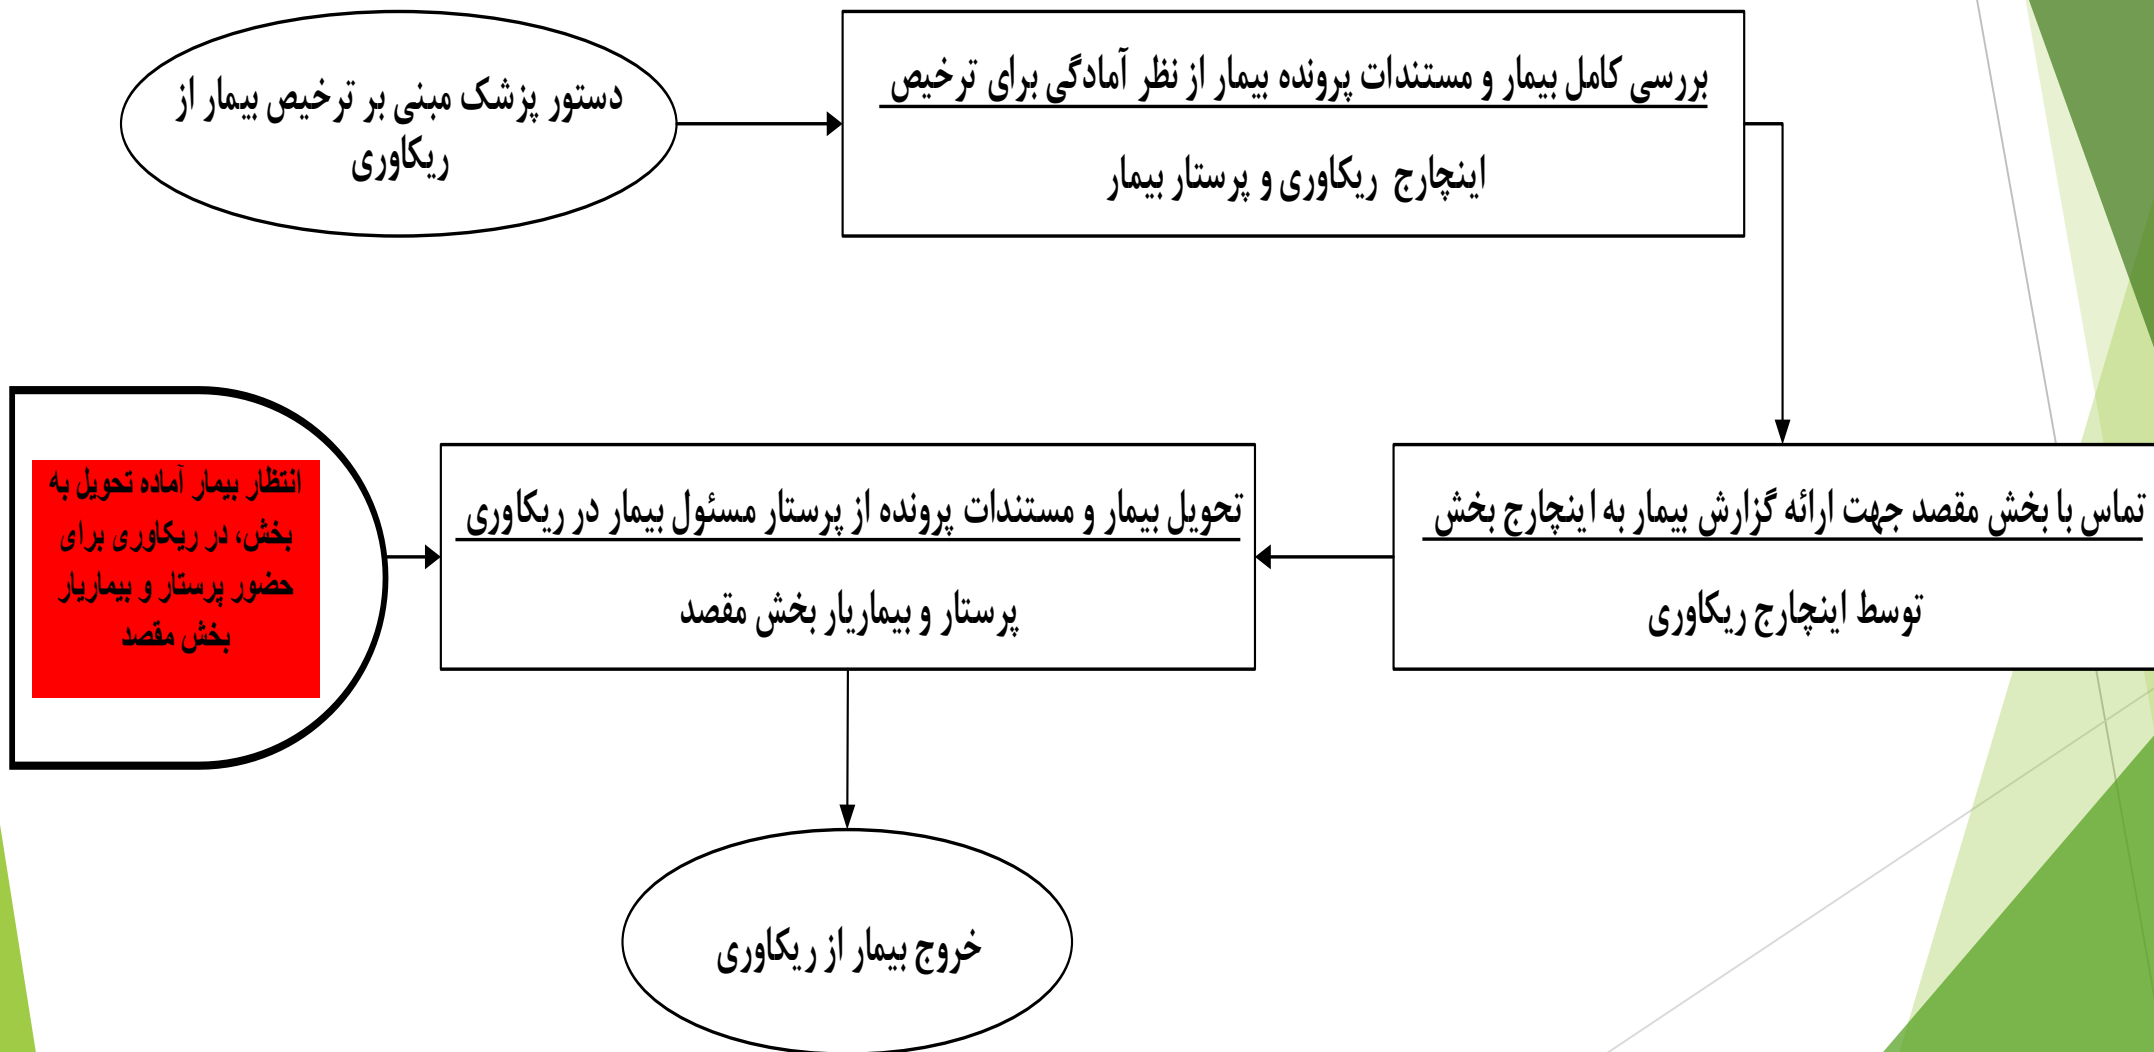 دستور پزشک مبنی بر ترخیص بیمار از
ریکاوری
بررسی کامل بیمار و مستندات پرونده بیمار از نظر آمادگی برای ترخیص
اینچارج ریکاوری و پرستار بیمار
تماس با بخش مقصد جهت ارائه گزارش بیمار به اینچارج بخش
توسط اینچارج ریکاوری
تحویل بیمار و مستندات پرونده از پرستار مسئول بیمار در ریکاوری
پرستار و بیماریار بخش مقصد
انتظار بیمار آماده تحویل به
بخش، در ریکاوری برای
حضور پرستار و بیماریار
بخش مقصد
خروج بیمار از ریکاوری